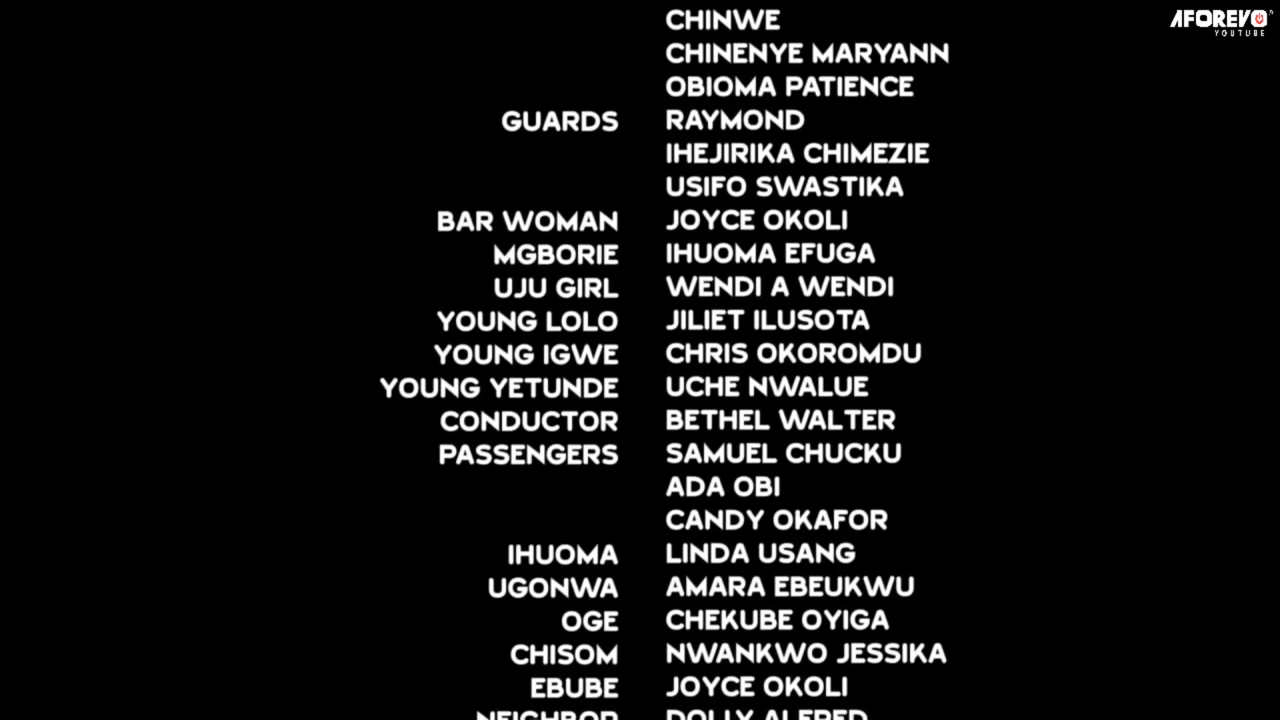 AFOREVO
YOUTUBE
CHINWE
CHINENYE MARYANN
OBIOMA PATIENCE
GUARDS RAYMOND
IHEJIRIKA CHIMEZIE
USIFO SWASTIKA
BAR WOMAN JOYCE OKOLI
MGBORIE IHUOMA EFUGA
UJU GIRL WENDI A WENDI
YOUNG LOLO JILIET ILUSOTA
YOUNG IGWE CHRIS OKOROMDU
YOUNG YETUNDE UCHE NWALUE
CONDUCTOR BETHEL WALTER
PASSENGERS SAMUEL CHUCKU
ADA OBI
CANDY OKAFOR
IHUOMA LINDA USANG
UGONWA AMARA EBEUKWU
OGE CHEKUBE OYIGA
CHISOM NWANKWO JESSIKA
EBUBE JOYCE OKOLI
NEIGHBOR DOLLY ALFRED